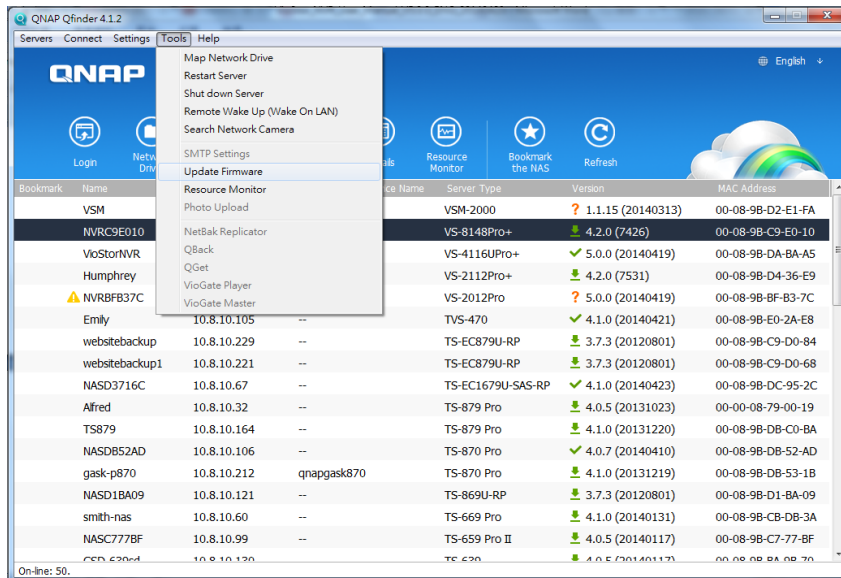 QNAP Qfinder 4.1.2
Servers Connect Settings Tools Help
Map Network Drive
Restart Server
Shut down Server
Remote Wake Up (Wake On LAN)
Search Network Camera
SMTP Settings
Update Firmware
Resource Monitor
Photo Upload
NetBak Replicator
QBack
QGet
VioGate Player
VioGate Master
QNAP
English
Login
Resource Monitor
Bookmark the NAS
Refresh
Bookmark Name Server Type Version MAC Address
VSM VSM-2000 ? 1.1.15 (20140313) 00-08-9B-D2-E1-FA
NVRC9E010 VS-8148Pro+ 4.2.0 (7426) 00-08-9B-C9-E0-10
VioStorNVR VS-4116UPro+ 5.0.0 (20140419) 00-08-9B-DA-BA-A5
Humphrey VS-2112Pro+ 4.2.0 (7531) 00-08-9B-D4-36-E9
NVRBFB37C VS-2012Pro ? 5.0.0 (20140419) 00-08-9B-BF-B3-7C
Emily 10.8.10.105 -- TVS-470 4.1.0 (20140421) 00-08-9B-E0-2A-E8
websitebackup 10.8.10.229 -- TS-EC879U-RP 3.7.3 (20120801) 00-08-9B-C9-D0-84
websitebackup1 10.8.10.221 -- TS-EC879U-RP 3.7.3 (20120801) 00-08-9B-C9-D0-68
NASD3716C 10.8.10.67 -- TS-EC1679U-SAS-RP 4.1.0 (20140423) 00-08-9B-DC-95-2C
Alfred 10.8.10.32 -- TS-879 Pro 4.0.5 (20131023) 00-00-08-79-00-19
TS879 10.8.10.164 -- TS-879 Pro 4.1.0 (20131220) 00-08-9B-DB-C0-BA
NASDB52AD 10.8.10.106 -- TS-870 Pro 4.0.7 (20140410) 00-08-9B-DB-52-AD
gask-p870 10.8.10.212 qnapgask870 TS-870 Pro 4.1.0 (20131219) 00-08-9B-DB-53-1B
NASD1BA09 10.8.10.121 -- TS-869U-RP 3.7.3 (20120801) 00-08-9B-D1-BA-09
smith-nas 10.8.10.60 -- TS-669 Pro 4.1.0 (20140131) 00-08-9B-CB-DB-3A
NASC777BF 10.8.10.99 -- TS-659 Pro II 4.0.5 (20140117) 00-08-9B-C7-77-BF
On-line: 50.